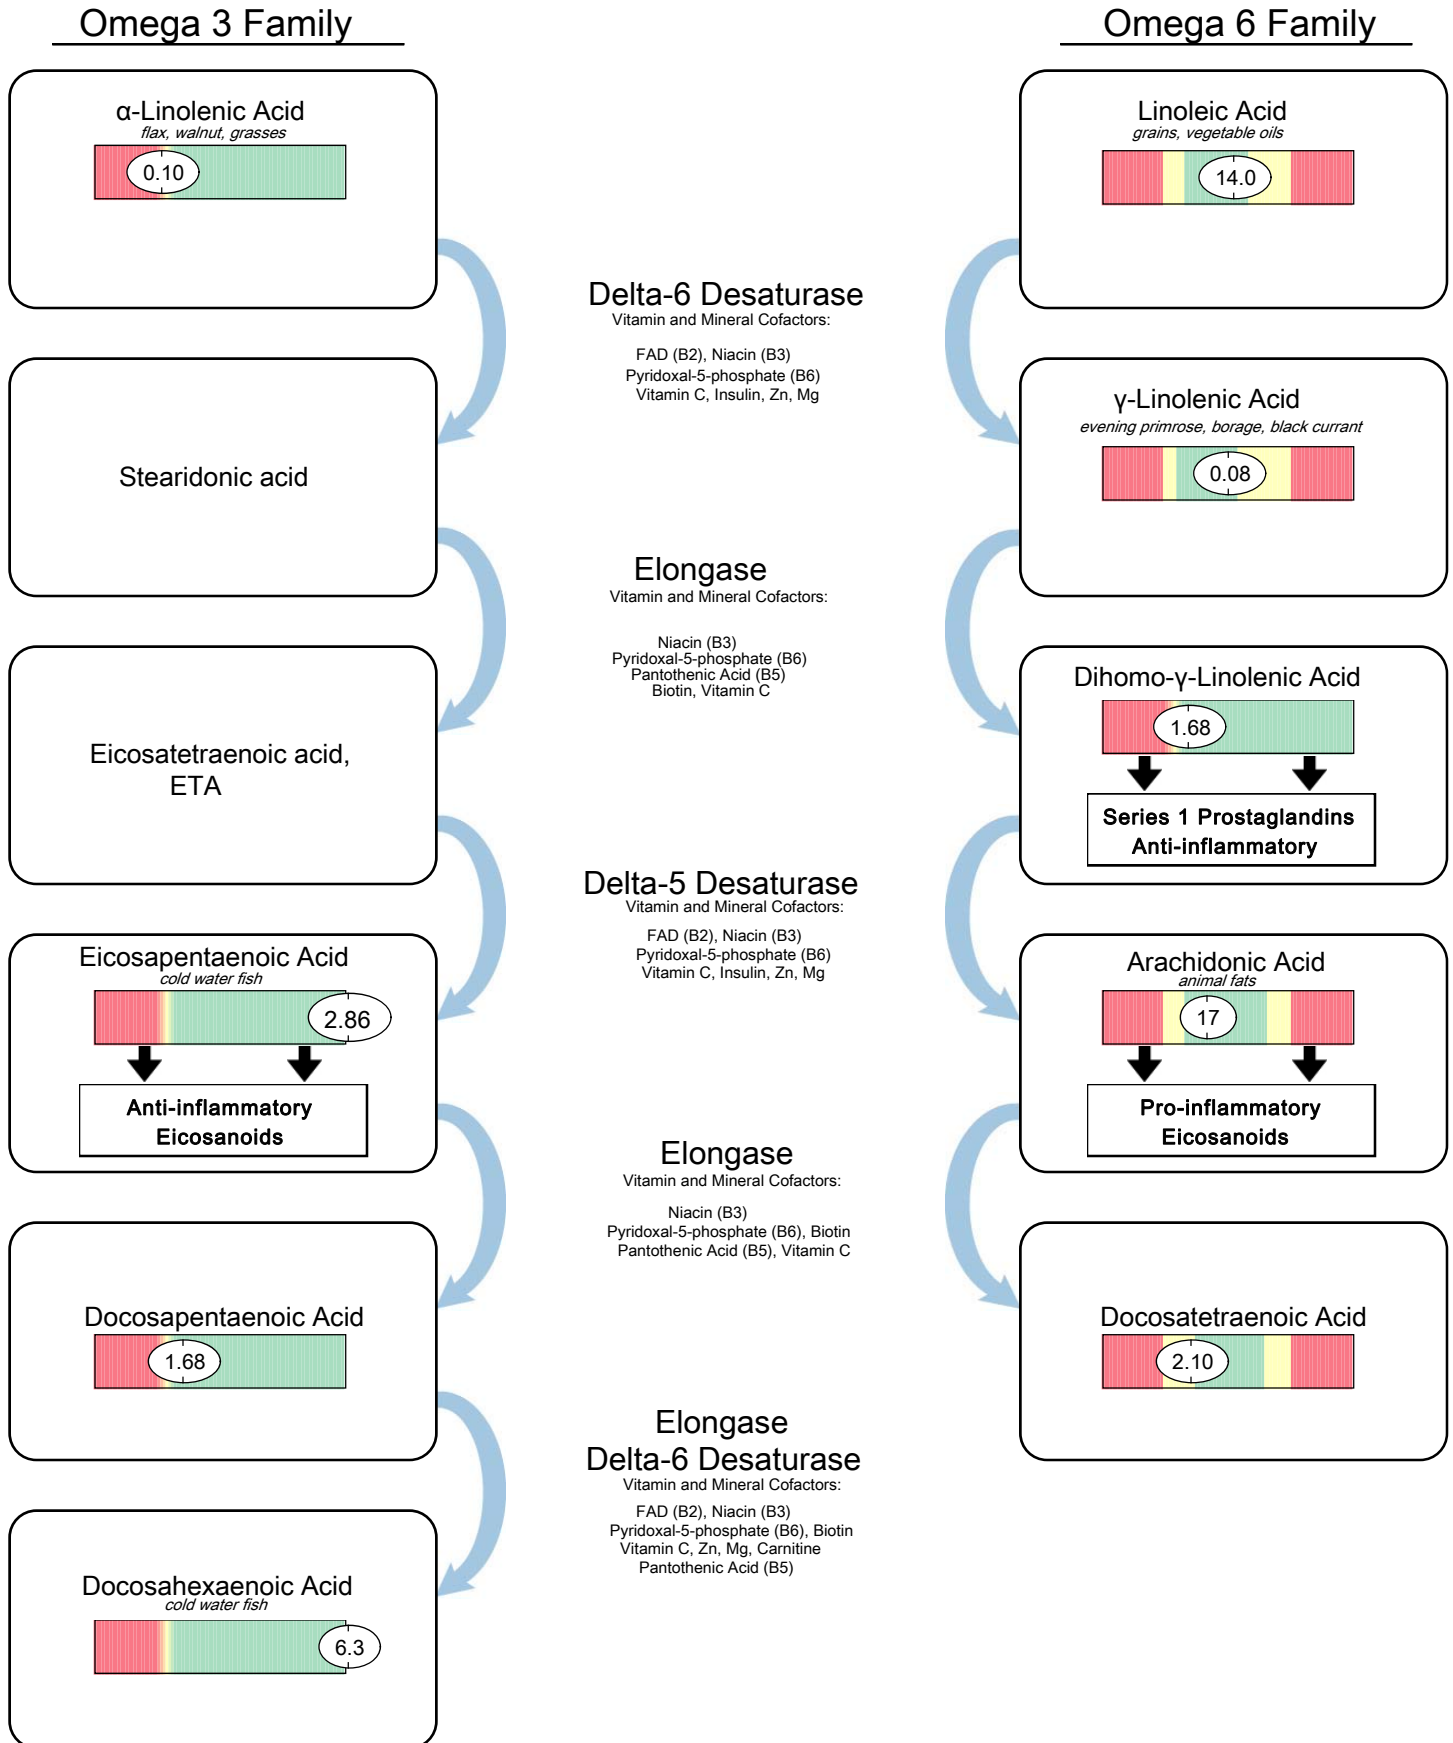 Omega 3 Family
α-Linolenic Acid
flax, walnut, grasses
0.10
Stearidonic acid
Eicosatetraenoic acid,
ETA
Eicosapentaenoic Acid
cold water fish
2.86
Anti-inflammatory
Eicosanoids
Docosapentaenoic Acid
1.68
Docosahexaenoic Acid
cold water fish
6.3
Delta-6 Desaturase
Vitamin and Mineral Cofactors:
FAD (B2), Niacin (B3)
Pyridoxal-5-phosphate (B6)
Vitamin C, Insulin, Zn, Mg
Elongase
Vitamin and Mineral Cofactors:
Niacin (B3)
Pyridoxal-5-phosphate (B6)
Pantothenic Acid (B5)
Biotin, Vitamin C
Delta-5 Desaturase
Vitamin and Mineral Cofactors:
FAD (B2), Niacin (B3)
Pyridoxal-5-phosphate (B6)
Vitamin C, Insulin, Zn, Mg
Elongase
Vitamin and Mineral Cofactors:
Niacin (B3)
Pyridoxal-5-phosphate (B6), Biotin
Pantothenic Acid (B5), Vitamin C
Elongase
Delta-6 Desaturase
Vitamin and Mineral Cofactors:
FAD (B2), Niacin (B3)
Pyridoxal-5-phosphate (B6), Biotin
Vitamin C, Zn, Mg, Carnitine
Pantothenic Acid (B5)
Omega 6 Family
Linoleic Acid
grains, vegetable oils
14.0
γ-Linolenic Acid
evening primrose, borage, black currant
0.08
Dihomo-γ-Linolenic Acid
1.68
Series 1 Prostaglandins
Anti-inflammatory
Arachidonic Acid
animal fats
17
Pro-inflammatory
Eicosanoids
Docosatetraenoic Acid
2.10